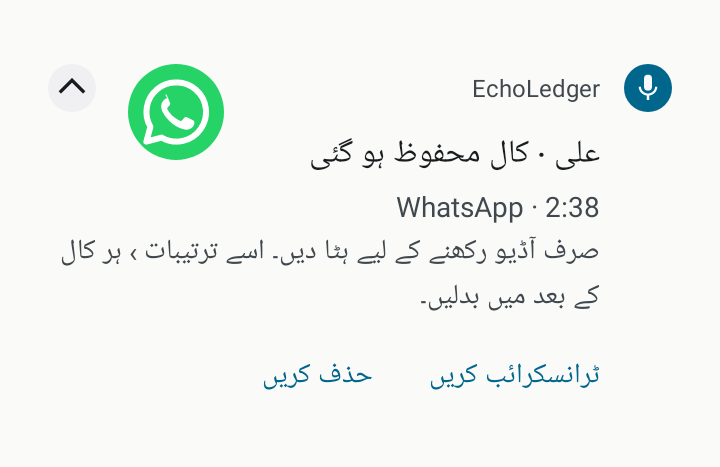 EchoLedger
علی · کال محفوظ ہو گئی
WhatsApp · 2:38
صرف آڈیو رکھنے کے لیے ہٹا دیں۔ اسے ترتیبات › ہر کال
کے بعد میں بدلیں۔
ٹرانسکرائب کریں
حذف کریں